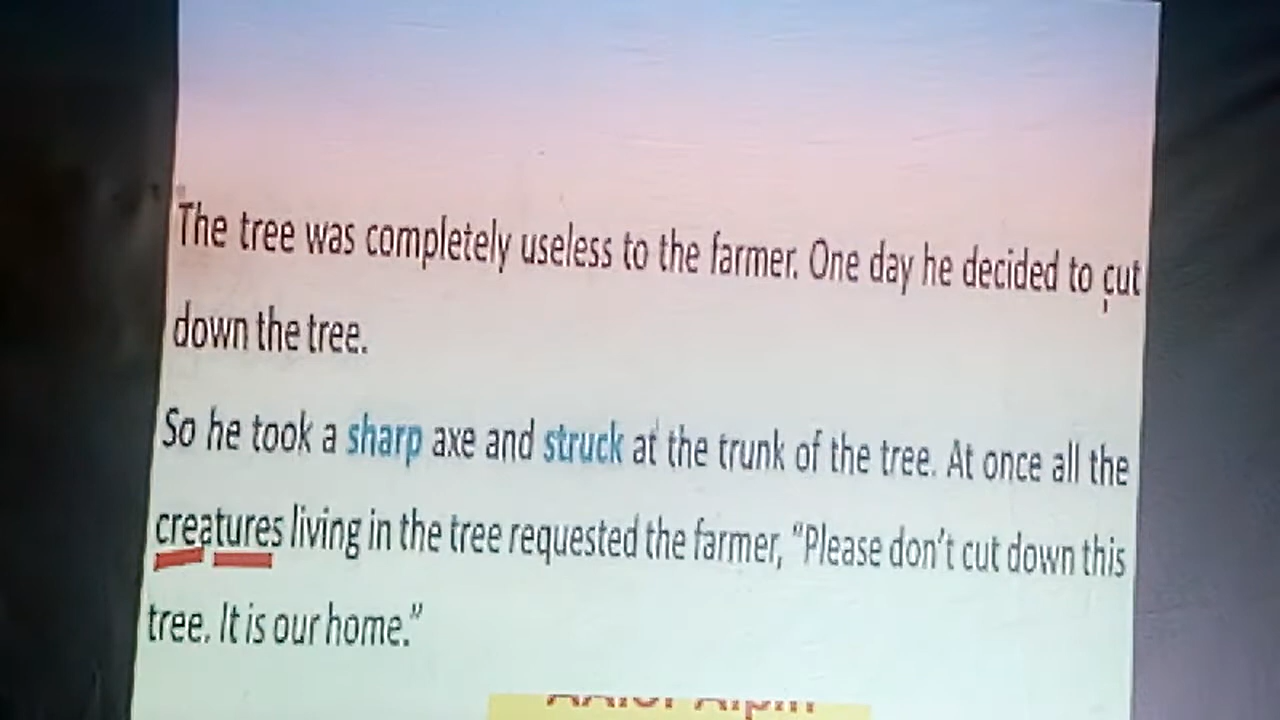 The tree was completely useless to the farmer. One day he decided to cut
down the tree.
So he took a sharp axe and struck at the trunk of the tree. At once all the
creatures living in the tree requested the farmer, “Please don’t cut down this
tree. It is our home.”